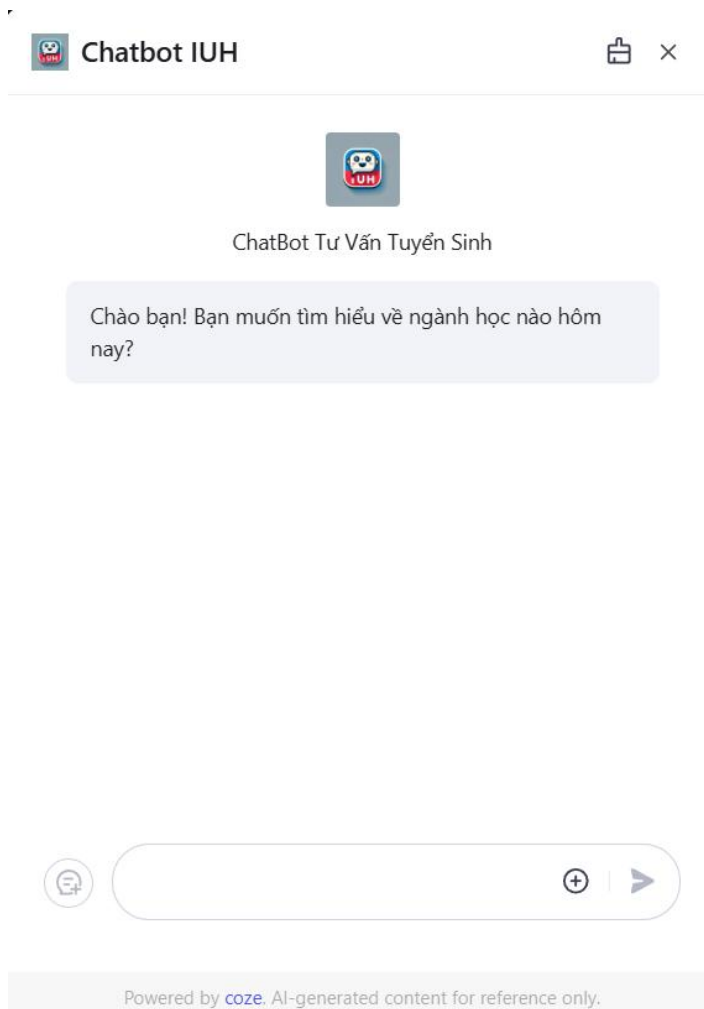 Chatbot IUH
IUH
ChatBot Tư Vấn Tuyển Sinh
Chào bạn! Bạn muốn tìm hiểu về ngành học nào hôm
nay?
Powered by coze. AI-generated content for reference only.